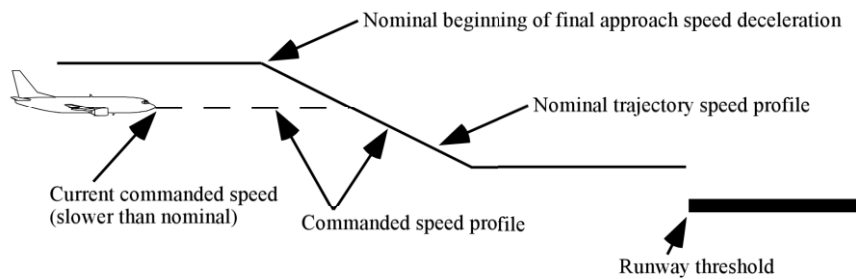 Nominal beginning of final approach speed deceleration
Nominal trajectory speed profile
Current commanded speed
(slower than nominal)
Commanded speed profile
Runway threshold